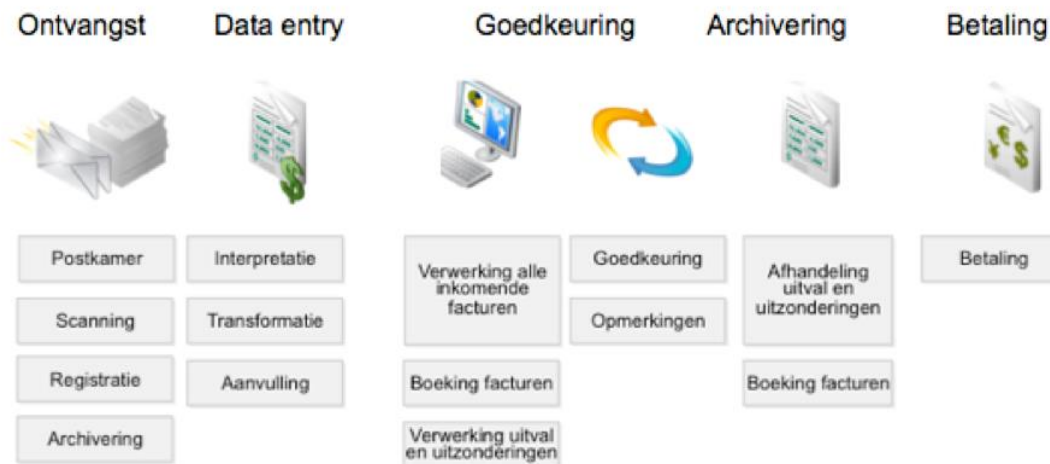 Ontvangst
Data entry
Goedkeuring
Archivering
Betaling
Postkamer
Scanning
Registratie
Archivering
Interpretatie
Transformatie
Aanvulling
Verwerking alle
inkomende
facturen
Boeking facturen
Verwerking uitval
en uitzonderingen
Goedkeuring
Opmerkingen
Afhandeling
uitval en
uitzonderingen
Boeking facturen
Betaling